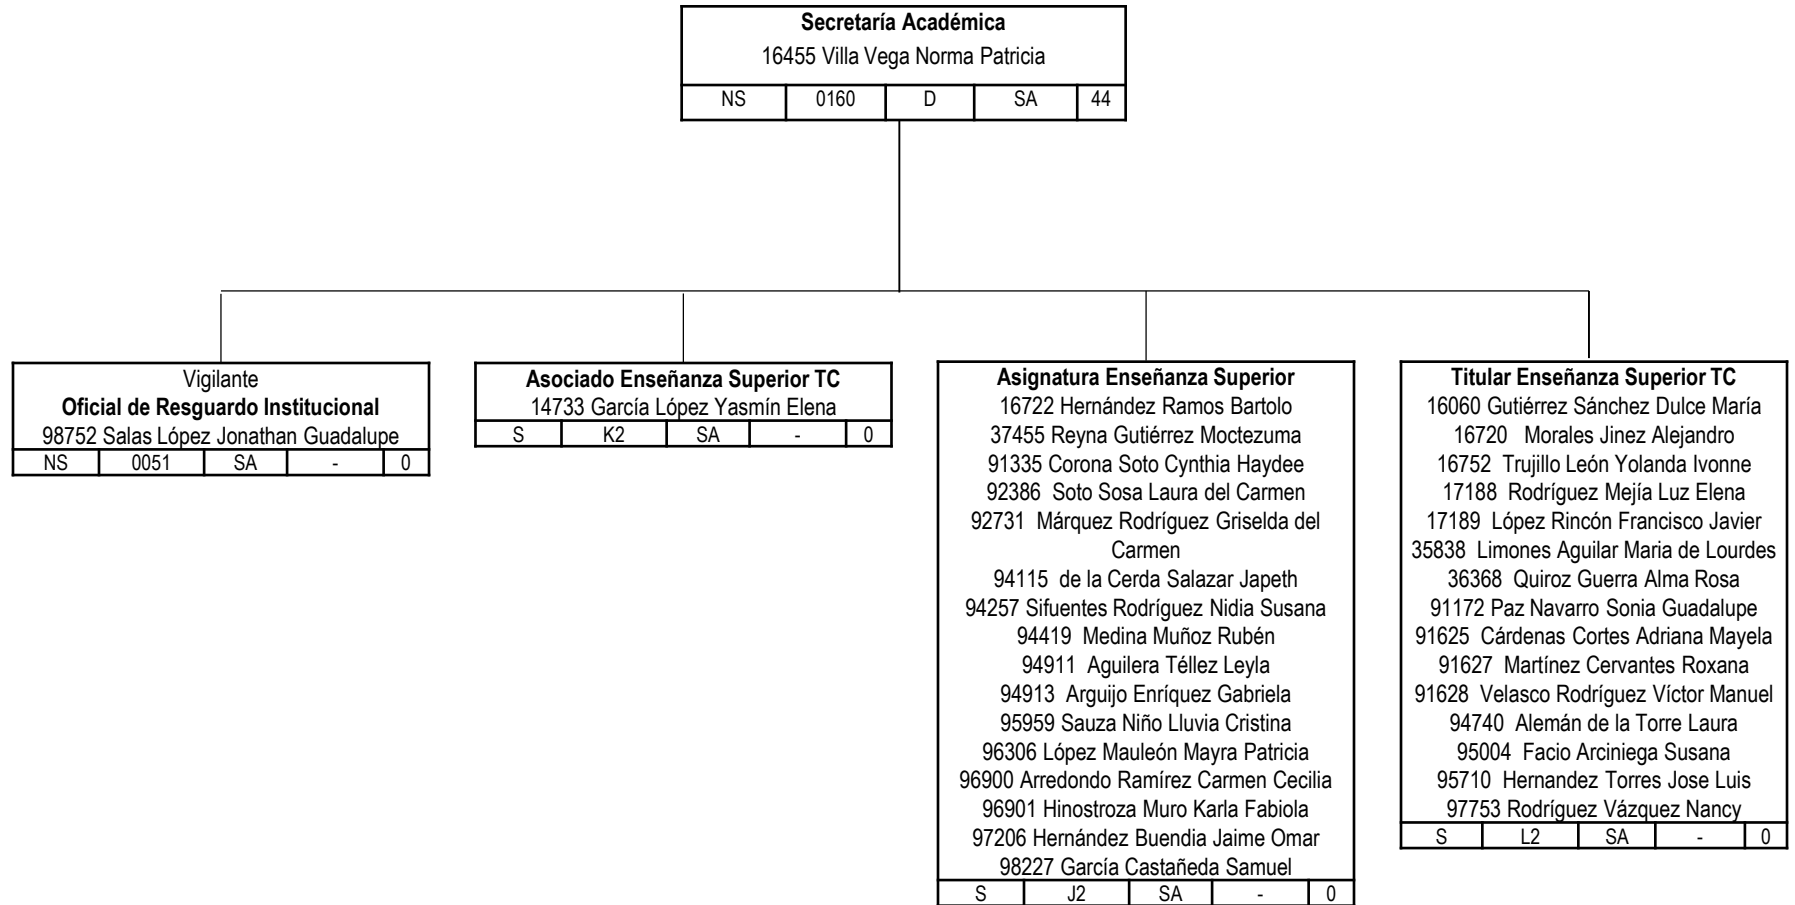 Secretaría Académica
16455 Villa Vega Norma Patricia
NS 0160 D SA 44
Vigilante
Oficial de Resguardo Institucional
98752 Salas López Jonathan Guadalupe
NS 0051 SA - 0
Asociado Enseñanza Superior TC
14733 García López Yasmín Elena
S K2 SA - 0
Asignatura Enseñanza Superior
16722 Hernández Ramos Bartolo
37455 Reyna Gutiérrez Moctezuma
91335 Corona Soto Cynthia Haydee
92386 Soto Sosa Laura del Carmen
92731 Márquez Rodríguez Griselda del
Carmen
94115 de la Cerda Salazar Japeth
94257 Sifuentes Rodríguez Nidia Susana
94419 Medina Muñoz Rubén
94911 Aguilera Téllez Leyla
94913 Arguijo Enríquez Gabriela
95959 Sauza Niño Lluvia Cristina
96306 López Mauleón Mayra Patricia
96900 Arredondo Ramírez Carmen Cecilia
96901 Hinostroza Muro Karla Fabiola
97206 Hernández Buendia Jaime Omar
98227 García Castañeda Samuel
S J2 SA - 0
Titular Enseñanza Superior TC
16060 Gutiérrez Sánchez Dulce María
16720 Morales Jinez Alejandro
16752 Trujillo León Yolanda Ivonne
17188 Rodríguez Mejía Luz Elena
17189 López Rincón Francisco Javier
35838 Limones Aguilar Maria de Lourdes
36368 Quiroz Guerra Alma Rosa
91172 Paz Navarro Sonia Guadalupe
91625 Cárdenas Cortes Adriana Mayela
91627 Martínez Cervantes Roxana
91628 Velasco Rodríguez Víctor Manuel
94740 Alemán de la Torre Laura
95004 Facio Arciniega Susana
95710 Hernandez Torres Jose Luis
97753 Rodríguez Vázquez Nancy
S L2 SA - 0